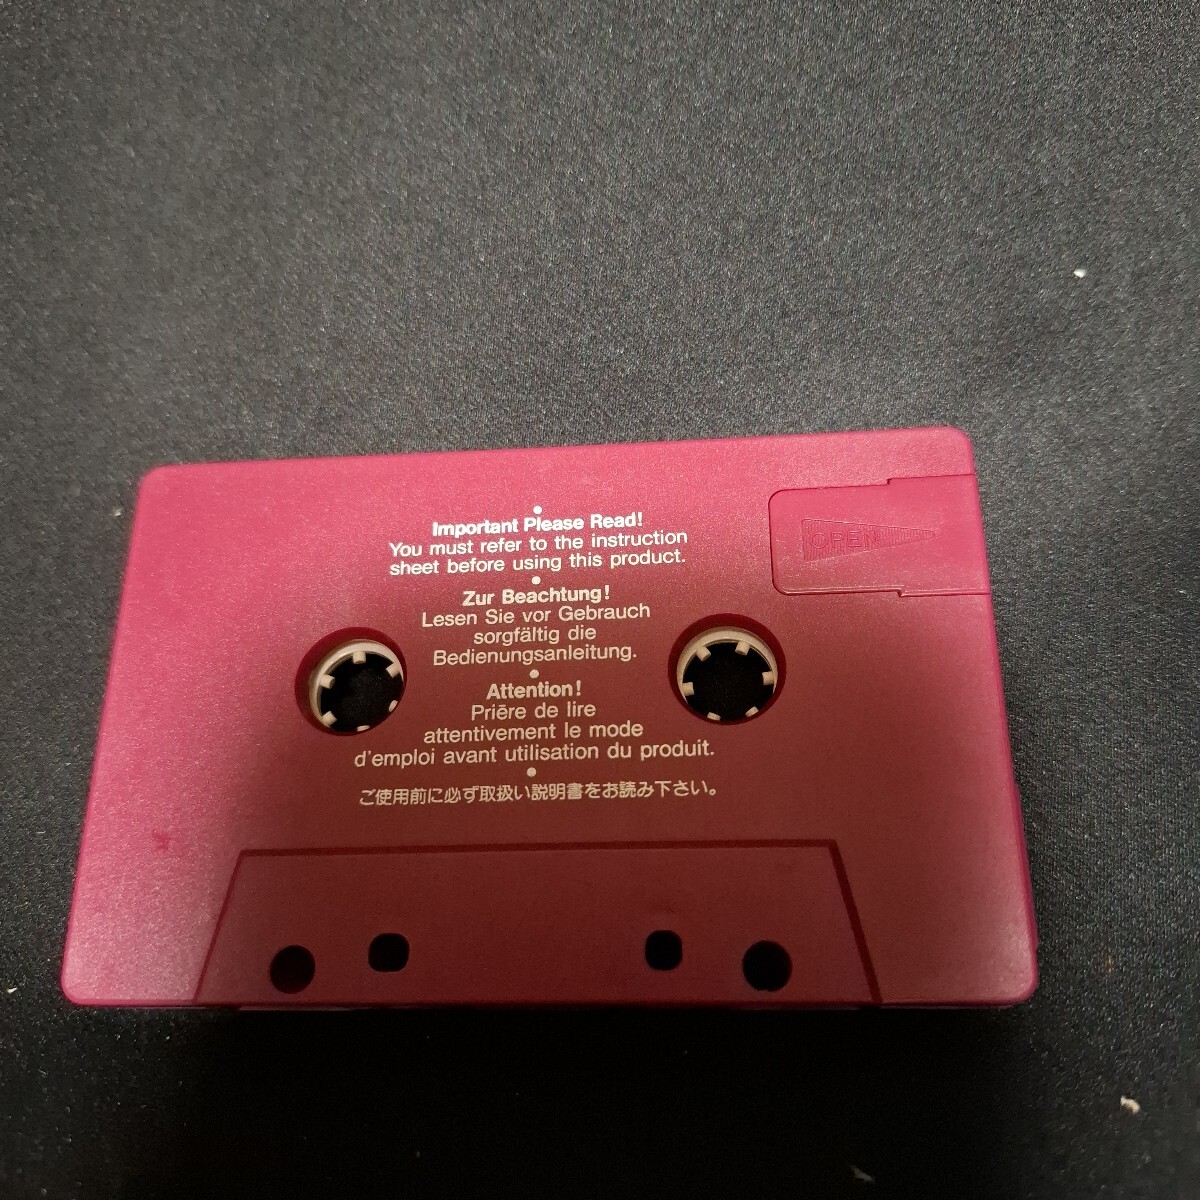 Important Please Read!
You must refer to the instruction
sheet before using this product.
Zur Beachtung!
Lesen Sie vor Gebrauch
sorgfältig die
Bedienungsanleitung.
Attention!
Priēre de lire
attentivement le mode
d'emploi avant utilisation du produit.
ご使用前に必ず取扱い説明書をお読み下さい。
OPEN